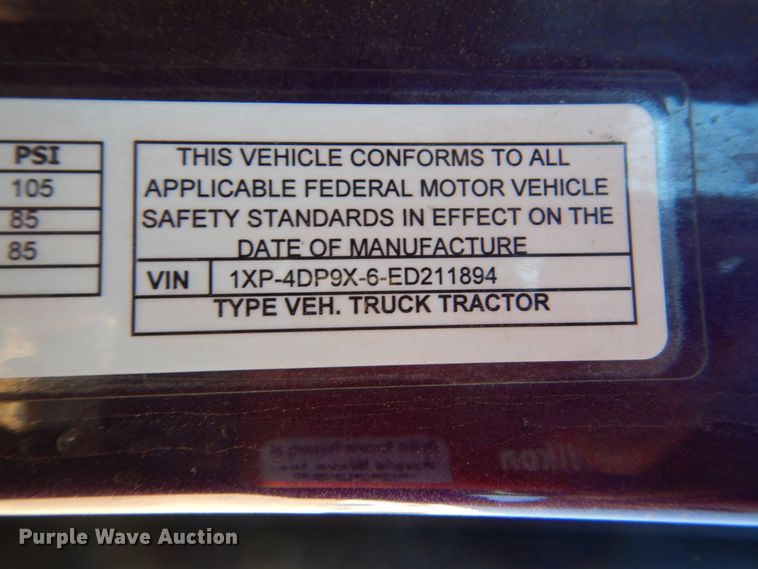 PSI
105
85
85
THIS VEHICLE CONFORMS TO ALL
APPLICABLE FEDERAL MOTOR VEHICLE
SAFETY STANDARDS IN EFFECT ON THE
DATE OF MANUFACTURE
VIN 1XP-4DP9X-6-ED211894
TYPE VEH. TRUCK TRACTOR
Purple Wave Auction